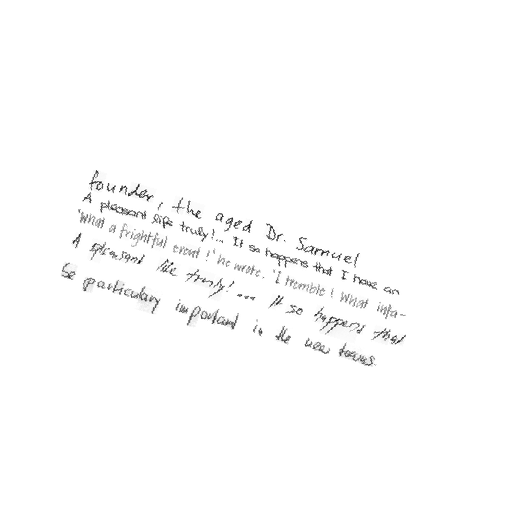 founder, the aged Dr. Samuel
A pleasant life truly!... It so happens that I have an
'What a frightful event!' he wrote. 'I tremble! What infa-
A pleasant life truly!... It so happens that
So particulary important in the new towns.